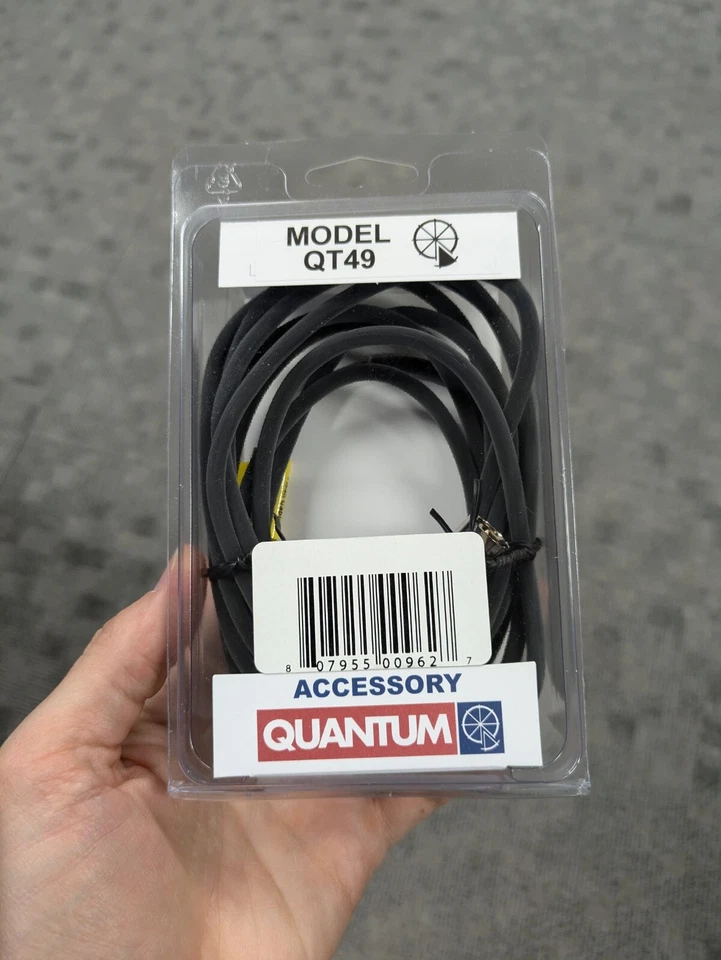 MODEL
QT49
8 07955 00962 7
ACCESSORY
QUANTUM